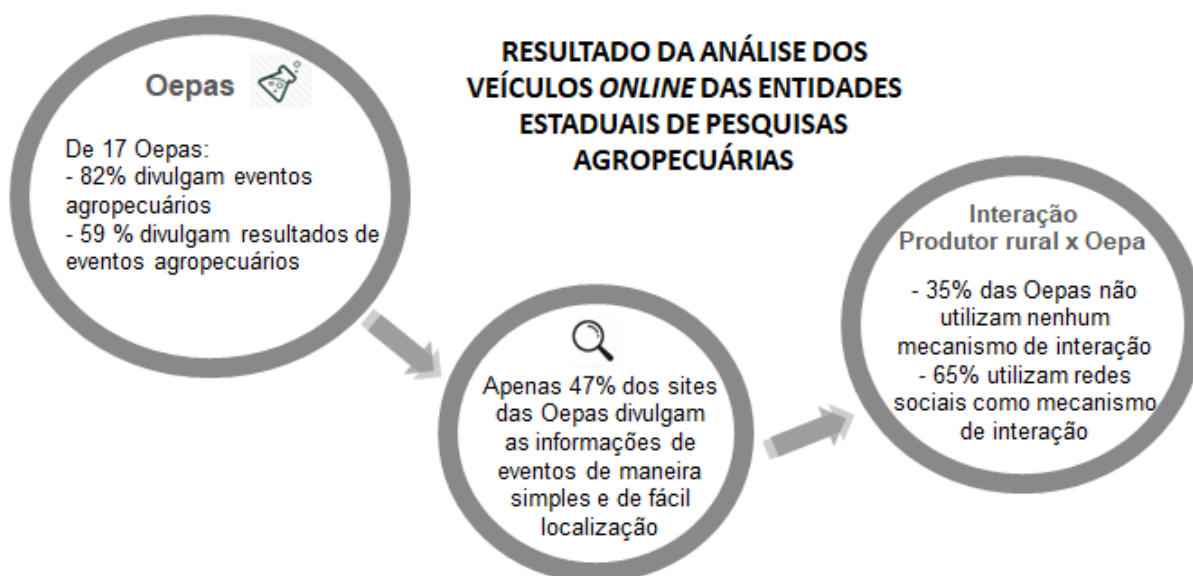 RESULTADO DA ANÁLISE DOS
VEÍCULOS ONLINE DAS ENTIDADES
ESTADUAIS DE PESQUISAS
AGROPECUÁRIAS
Oepas
De 17 Oepas:
- 82% divulgam eventos
agropecuários
- 59 % divulgam resultados de
eventos agropecuários
Apenas 47% dos sites
das Oepas divulgam
as informações de
eventos de maneira
simples e de fácil
localização
Interação
Produtor rural x Oepa
- 35% das Oepas não
utilizam nenhum
mecanismo de interação
- 65% utilizam redes
sociais como mecanismo
de interação